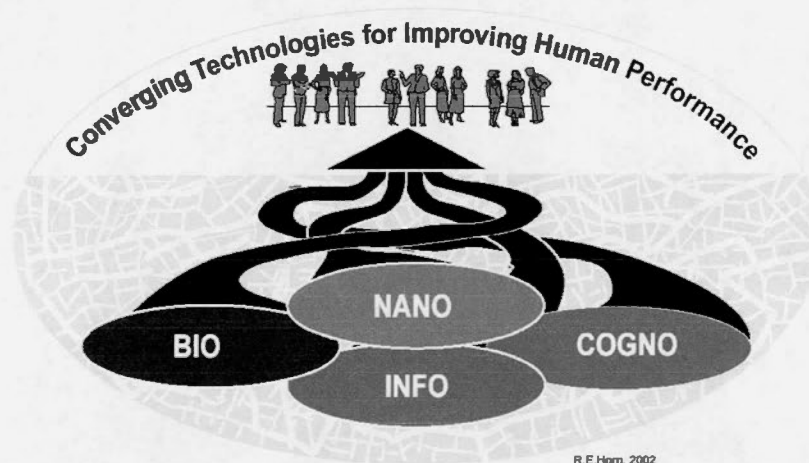 Converging Technologies for Improving Human Performance
NANO
BIO
COGNO
INFO
R.E.Horn, 2002